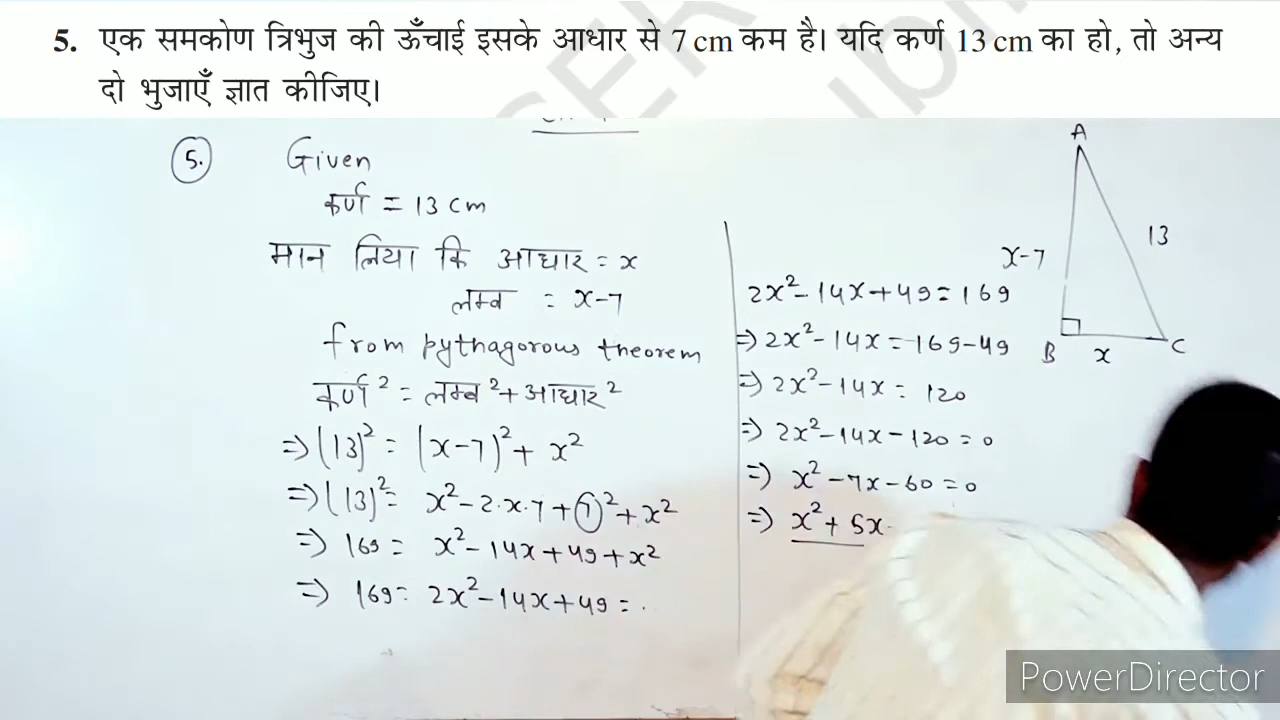 5. एक समकोण त्रिभुज की ऊँचाई इसके आधार से 7 cm कम है। यदि कर्ण 13 cm का हो, तो अन्य
दो भुजाएँ ज्ञात कीजिए।
5. Given
कर्ण = 13 cm
मान लिया कि आधार = x
लम्ब = x-7
from pythagorous theorem
कर्ण² = लम्ब² + आधार²
=> (13)² = (x-7)² + x²
=> (13)² = x² - 2.x.7 + (7)² + x²
=> 169 = x² - 14x + 49 + x²
=> 169 = 2x² - 14x + 49 =
2x² - 14x + 49 = 169
=> 2x² - 14x = 169 - 49
=> 2x² - 14x = 120
=> 2x² - 14x - 120 = 0
=> x² - 7x - 60 = 0
=> x² + 5x -
A
x-7
13
B
x
C
PowerDirector